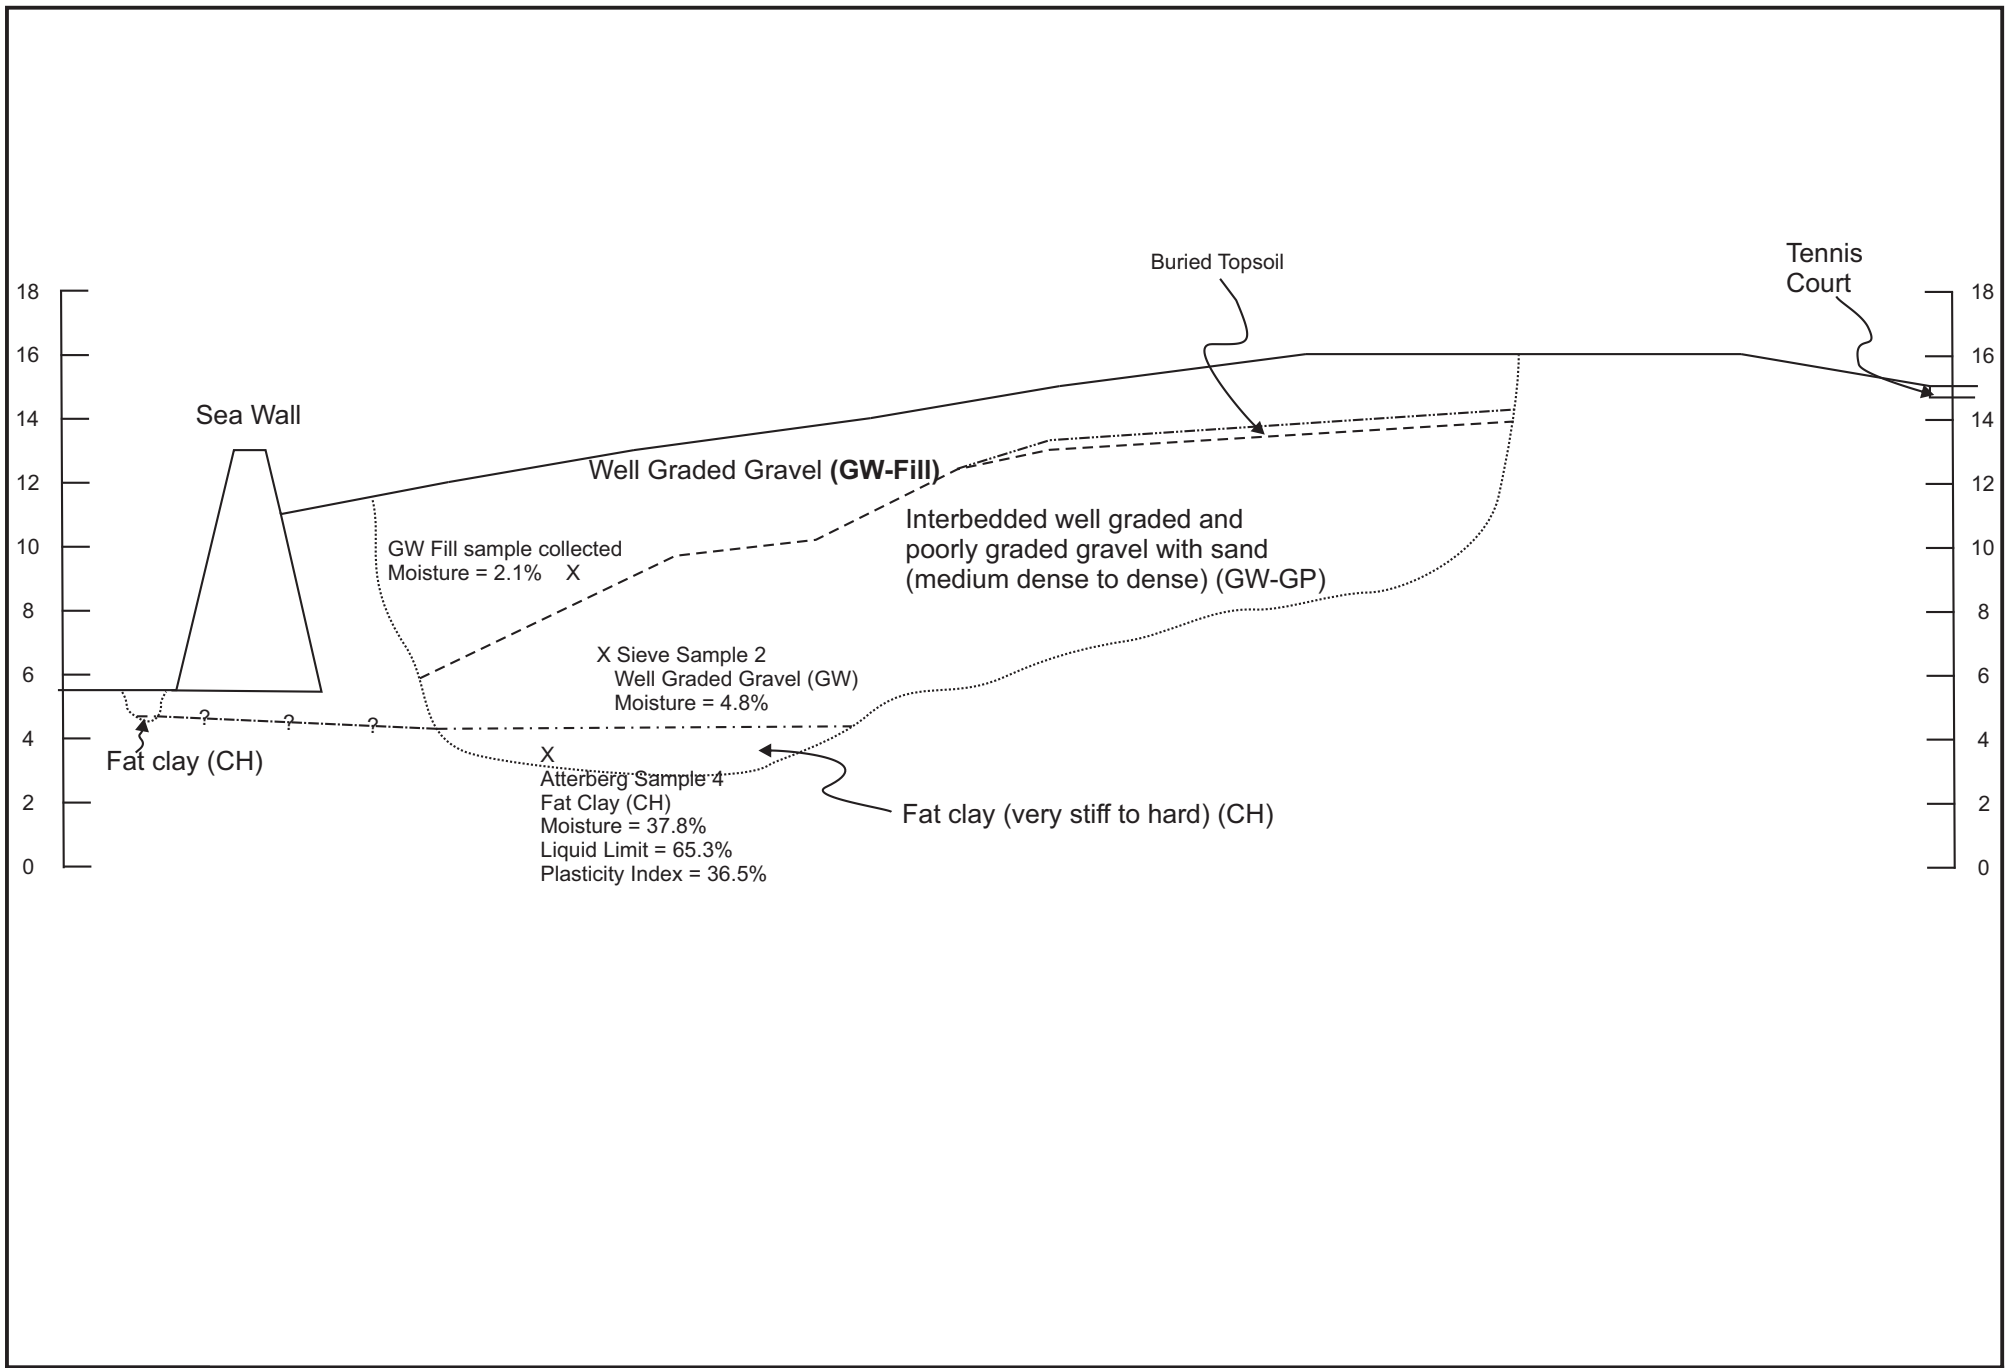 Buried Topsoil
Tennis
Court
18
16
14
12
10
8
6
4
2
0
18
16
14
12
10
8
6
4
2
0
Sea Wall
Well Graded Gravel (GW-Fill)
Interbedded well graded and
poorly graded gravel with sand
(medium dense to dense) (GW-GP)
GW Fill sample collected
Moisture = 2.1% X
X Sieve Sample 2
Well Graded Gravel (GW)
Moisture = 4.8%
? ? ?
Fat clay (CH)
X
Atterberg Sample 4
Fat Clay (CH)
Moisture = 37.8%
Liquid Limit = 65.3%
Plasticity Index = 36.5%
Fat clay (very stiff to hard) (CH)